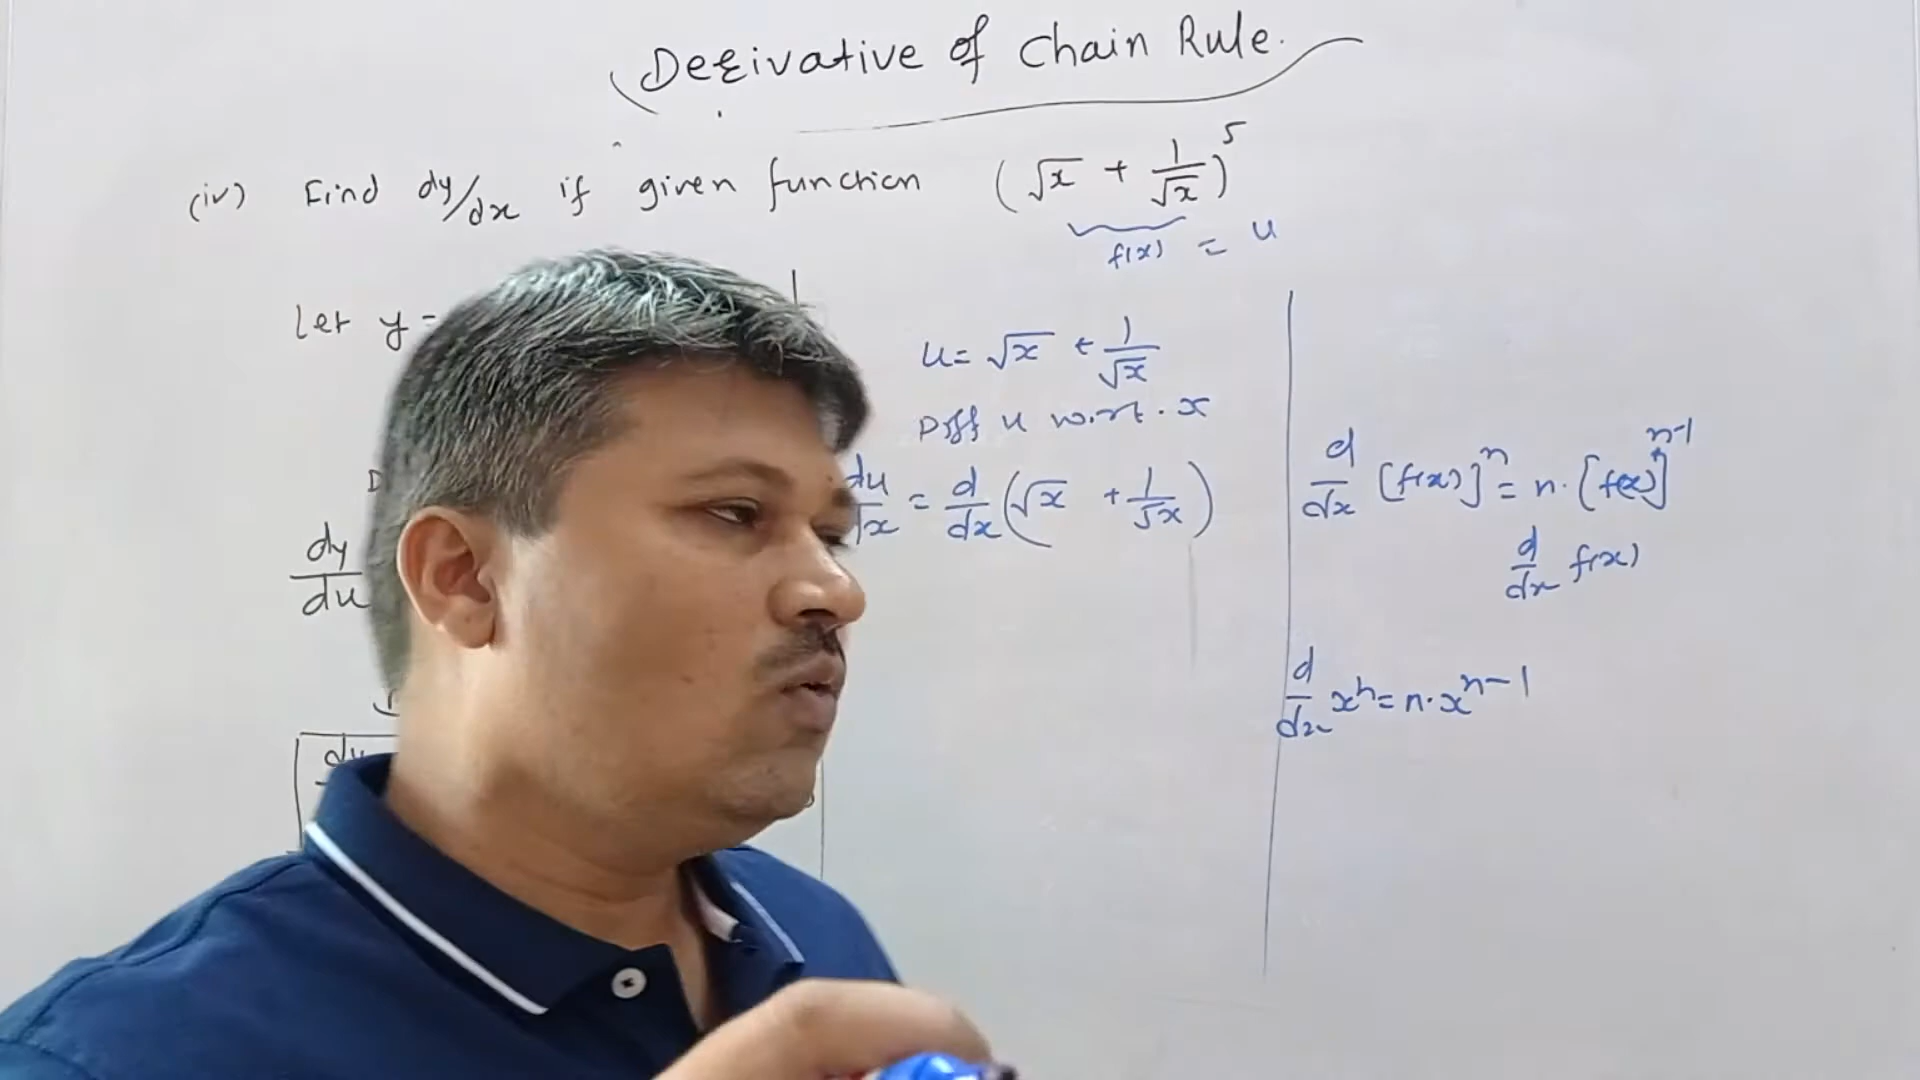 Derivative of Chain Rule.
(iv) Find dy/dx if given function (√x + 1/√x)^5
f(x) = u
Let y =
u = √x + 1/√x
Diff u w.r.t. x
du/dx = d/dx (√x + 1/√x)
d/dx [f(x)]^n = n·[f(x)]^n-1
d/dx f(x)
dy/du
d/dx x^n = n·x^n-1